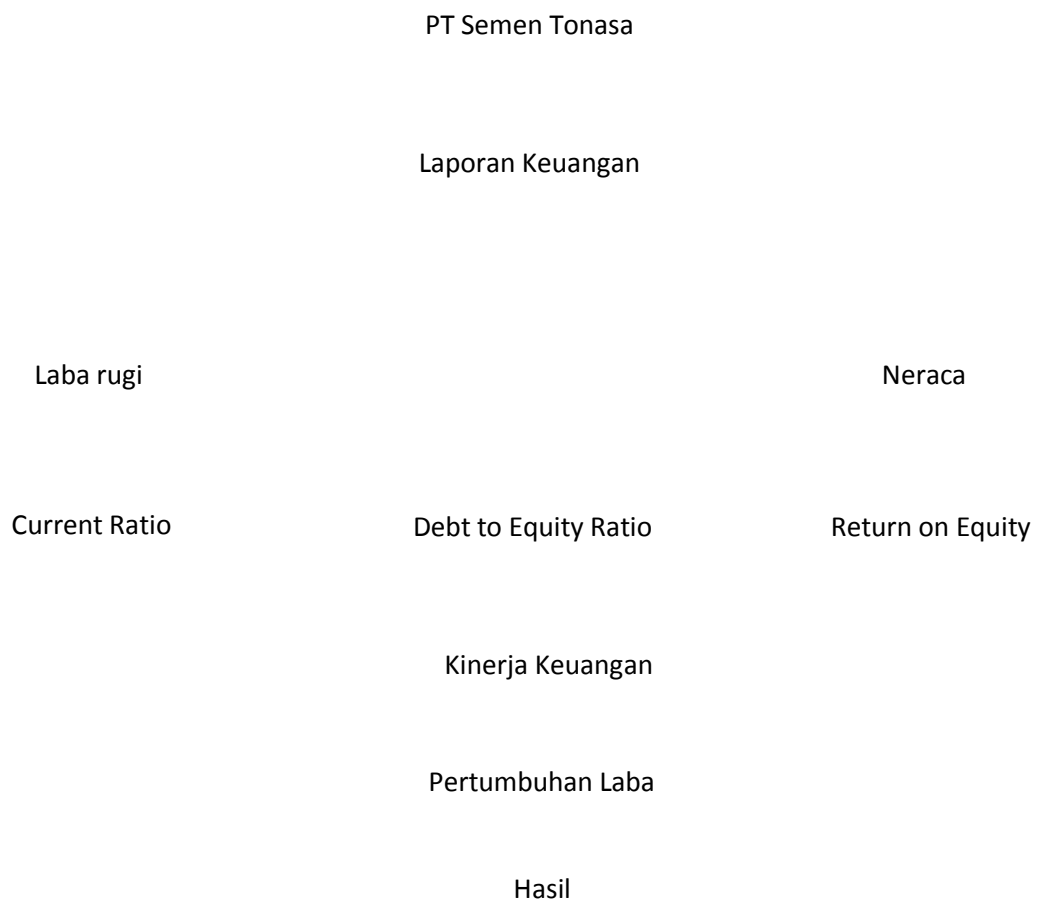 PT Semen Tonasa
Laporan Keuangan
Laba rugi
Neraca
Current Ratio
Debt to Equity Ratio
Return on Equity
Kinerja Keuangan
Pertumbuhan Laba
Hasil